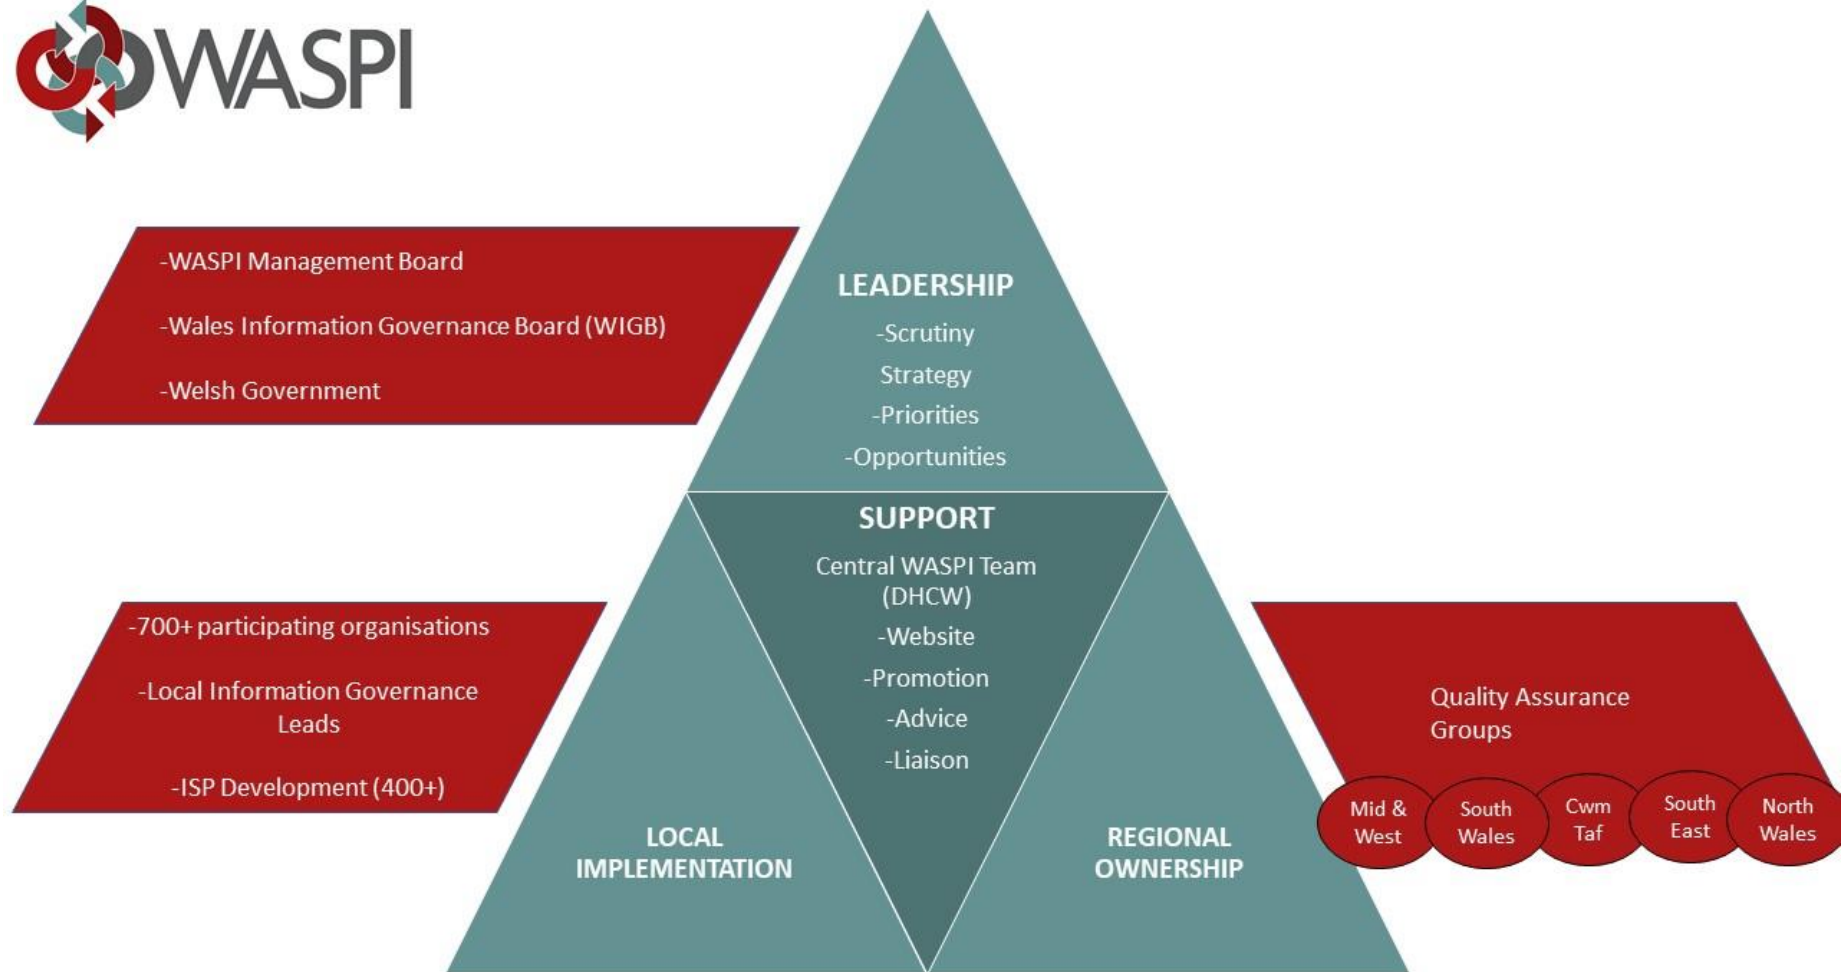 WASPI
-WASPI Management Board
-Wales Information Governance Board (WIGB)
-Welsh Government
LEADERSHIP
-Scrutiny
Strategy
-Priorities
-Opportunities
SUPPORT
Central WASPI Team
(DHCW)
-Website
-Promotion
-Advice
-Liaison
-700+ participating organisations
-Local Information Governance
Leads
-ISP Development (400+)
LOCAL
IMPLEMENTATION
REGIONAL
OWNERSHIP
Quality Assurance
Groups
Mid &
West
South
Wales
Cwm
Taf
South
East
North
Wales